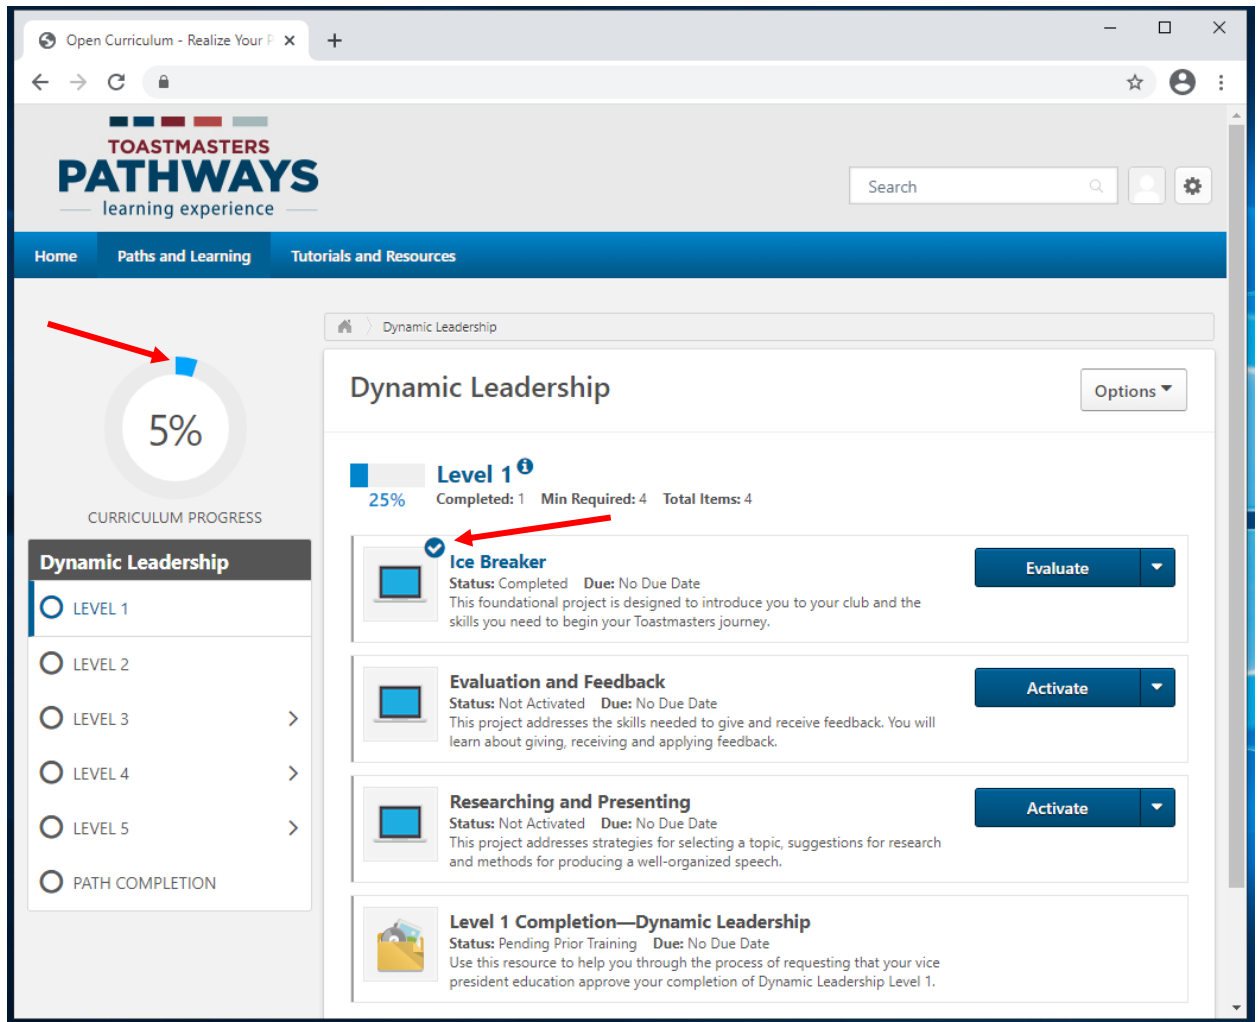 Open Curriculum - Realize Your P
TOASTMASTERS
PATHWAYS
learning experience
Search
Home Paths and Learning Tutorials and Resources
Dynamic Leadership
5%
CURRICULUM PROGRESS
Dynamic Leadership
LEVEL 1
LEVEL 2
LEVEL 3
LEVEL 4
LEVEL 5
PATH COMPLETION
Dynamic Leadership
Options
Level 1
25%
Completed: 1 Min Required: 4 Total Items: 4
Ice Breaker
Status: Completed Due: No Due Date
This foundational project is designed to introduce you to your club and the
skills you need to begin your Toastmasters journey.
Evaluate
Evaluation and Feedback
Status: Not Activated Due: No Due Date
This project addresses the skills needed to give and receive feedback. You will
learn about giving, receiving and applying feedback.
Activate
Researching and Presenting
Status: Not Activated Due: No Due Date
This project addresses strategies for selecting a topic, suggestions for research
and methods for producing a well-organized speech.
Activate
Level 1 Completion—Dynamic Leadership
Status: Pending Prior Training Due: No Due Date
Use this resource to help you through the process of requesting that your vice
president education approve your completion of Dynamic Leadership Level 1.